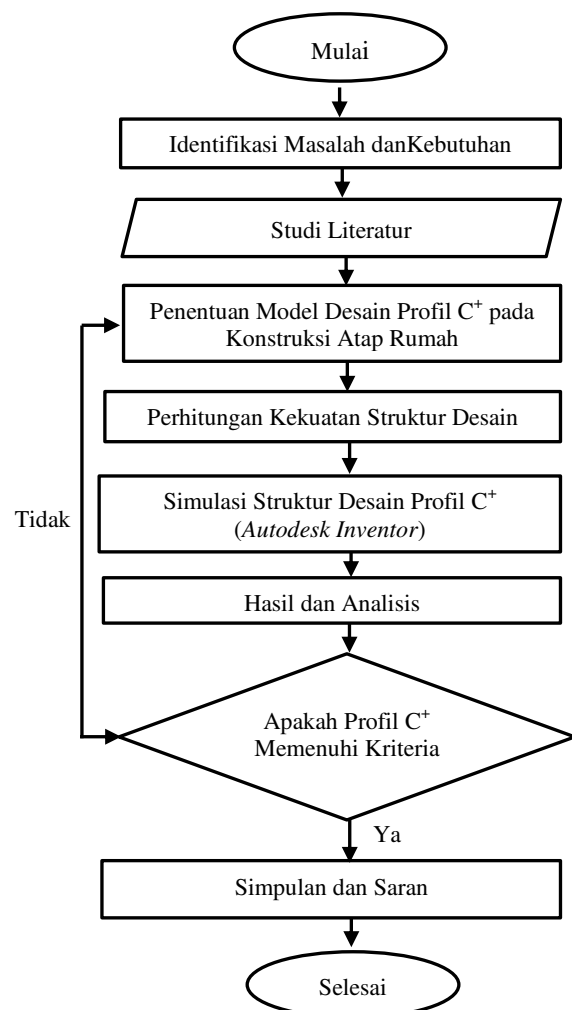 Mulai
Identifikasi Masalah danKebutuhan
Studi Literatur
Penentuan Model Desain Profil C⁺ pada
Konstruksi Atap Rumah
Perhitungan Kekuatan Struktur Desain
Simulasi Struktur Desain Profil C⁺
(Autodesk Inventor)
Tidak
Hasil dan Analisis
Apakah Profil C⁺
Memenuhi Kriteria
Ya
Simpulan dan Saran
Selesai